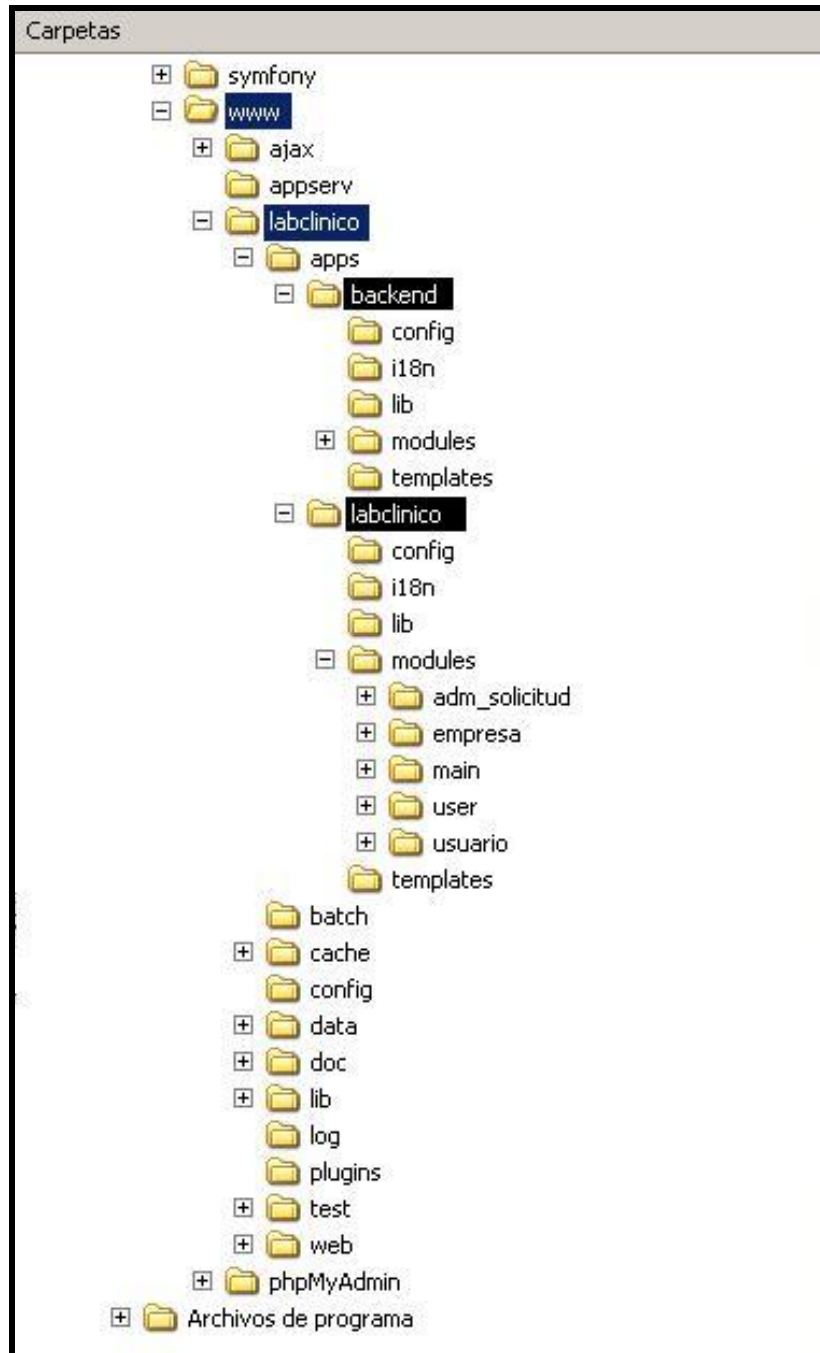 Carpetas
symfony
www
ajax
appserv
labclinico
apps
backend
config
i18n
lib
modules
templates
labclinico
config
i18n
lib
modules
adm_solicitud
empresa
main
user
usuario
templates
batch
cache
config
data
doc
lib
log
plugins
test
web
phpMyAdmin
Archivos de programa